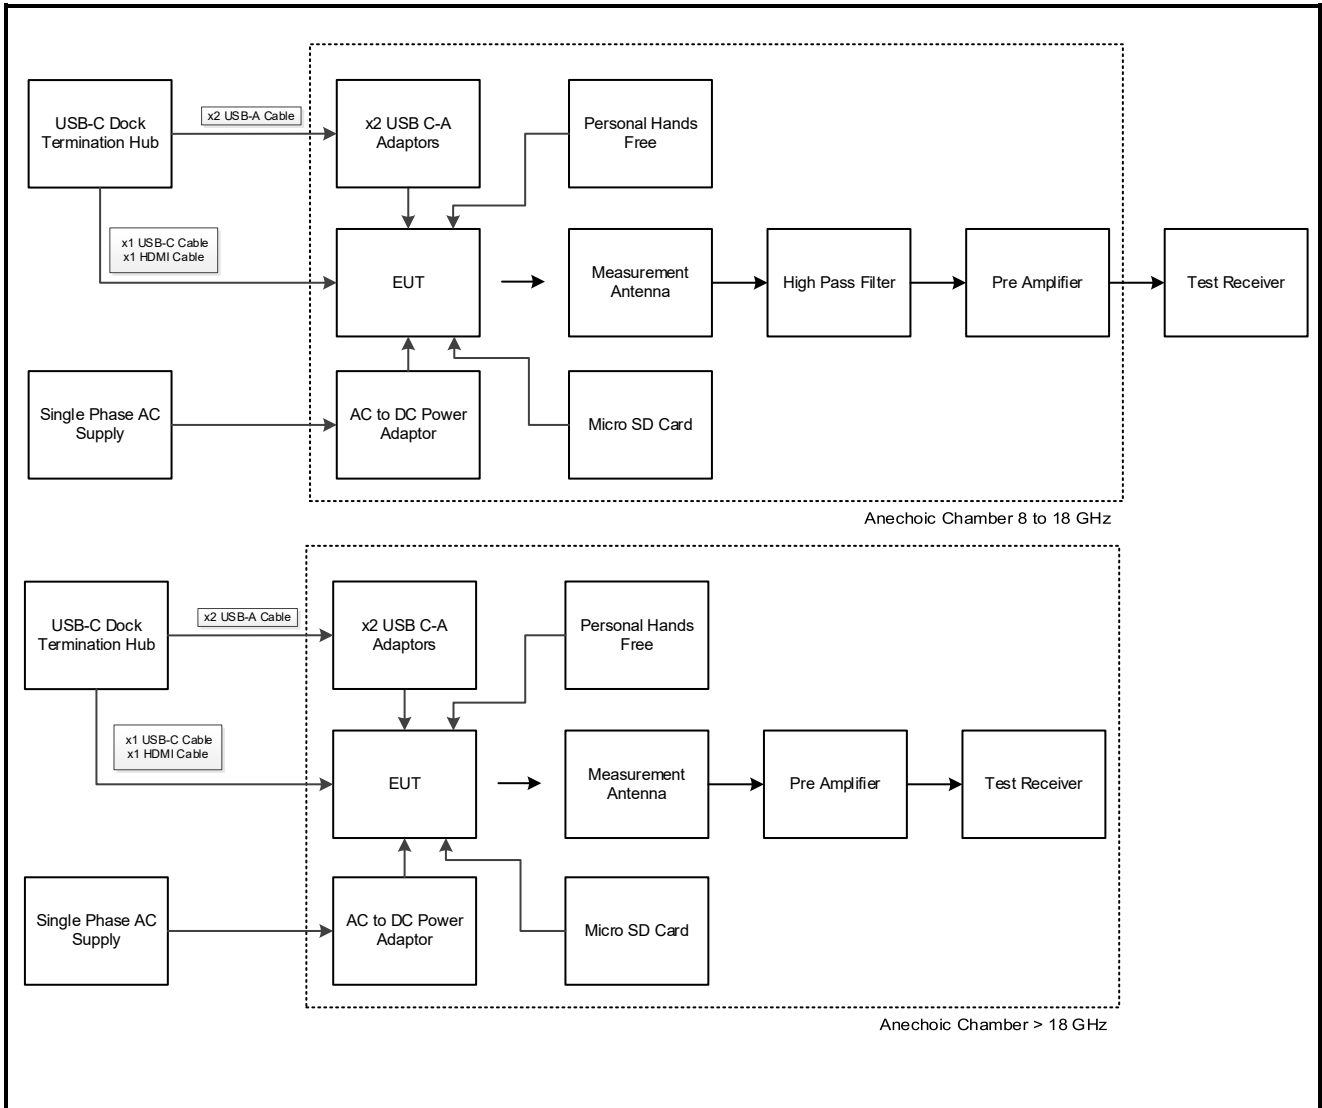 USB-C Dock
Termination Hub
x2 USB-A Cable
x2 USB C-A
Adaptors
Personal Hands
Free
x1 USB-C Cable
x1 HDMI Cable
EUT
Measurement
Antenna
High Pass Filter
Pre Amplifier
Test Receiver
Single Phase AC
Supply
AC to DC Power
Adaptor
Micro SD Card
Anechoic Chamber 8 to 18 GHz
USB-C Dock
Termination Hub
x2 USB-A Cable
x2 USB C-A
Adaptors
Personal Hands
Free
x1 USB-C Cable
x1 HDMI Cable
EUT
Measurement
Antenna
Pre Amplifier
Test Receiver
Single Phase AC
Supply
AC to DC Power
Adaptor
Micro SD Card
Anechoic Chamber > 18 GHz